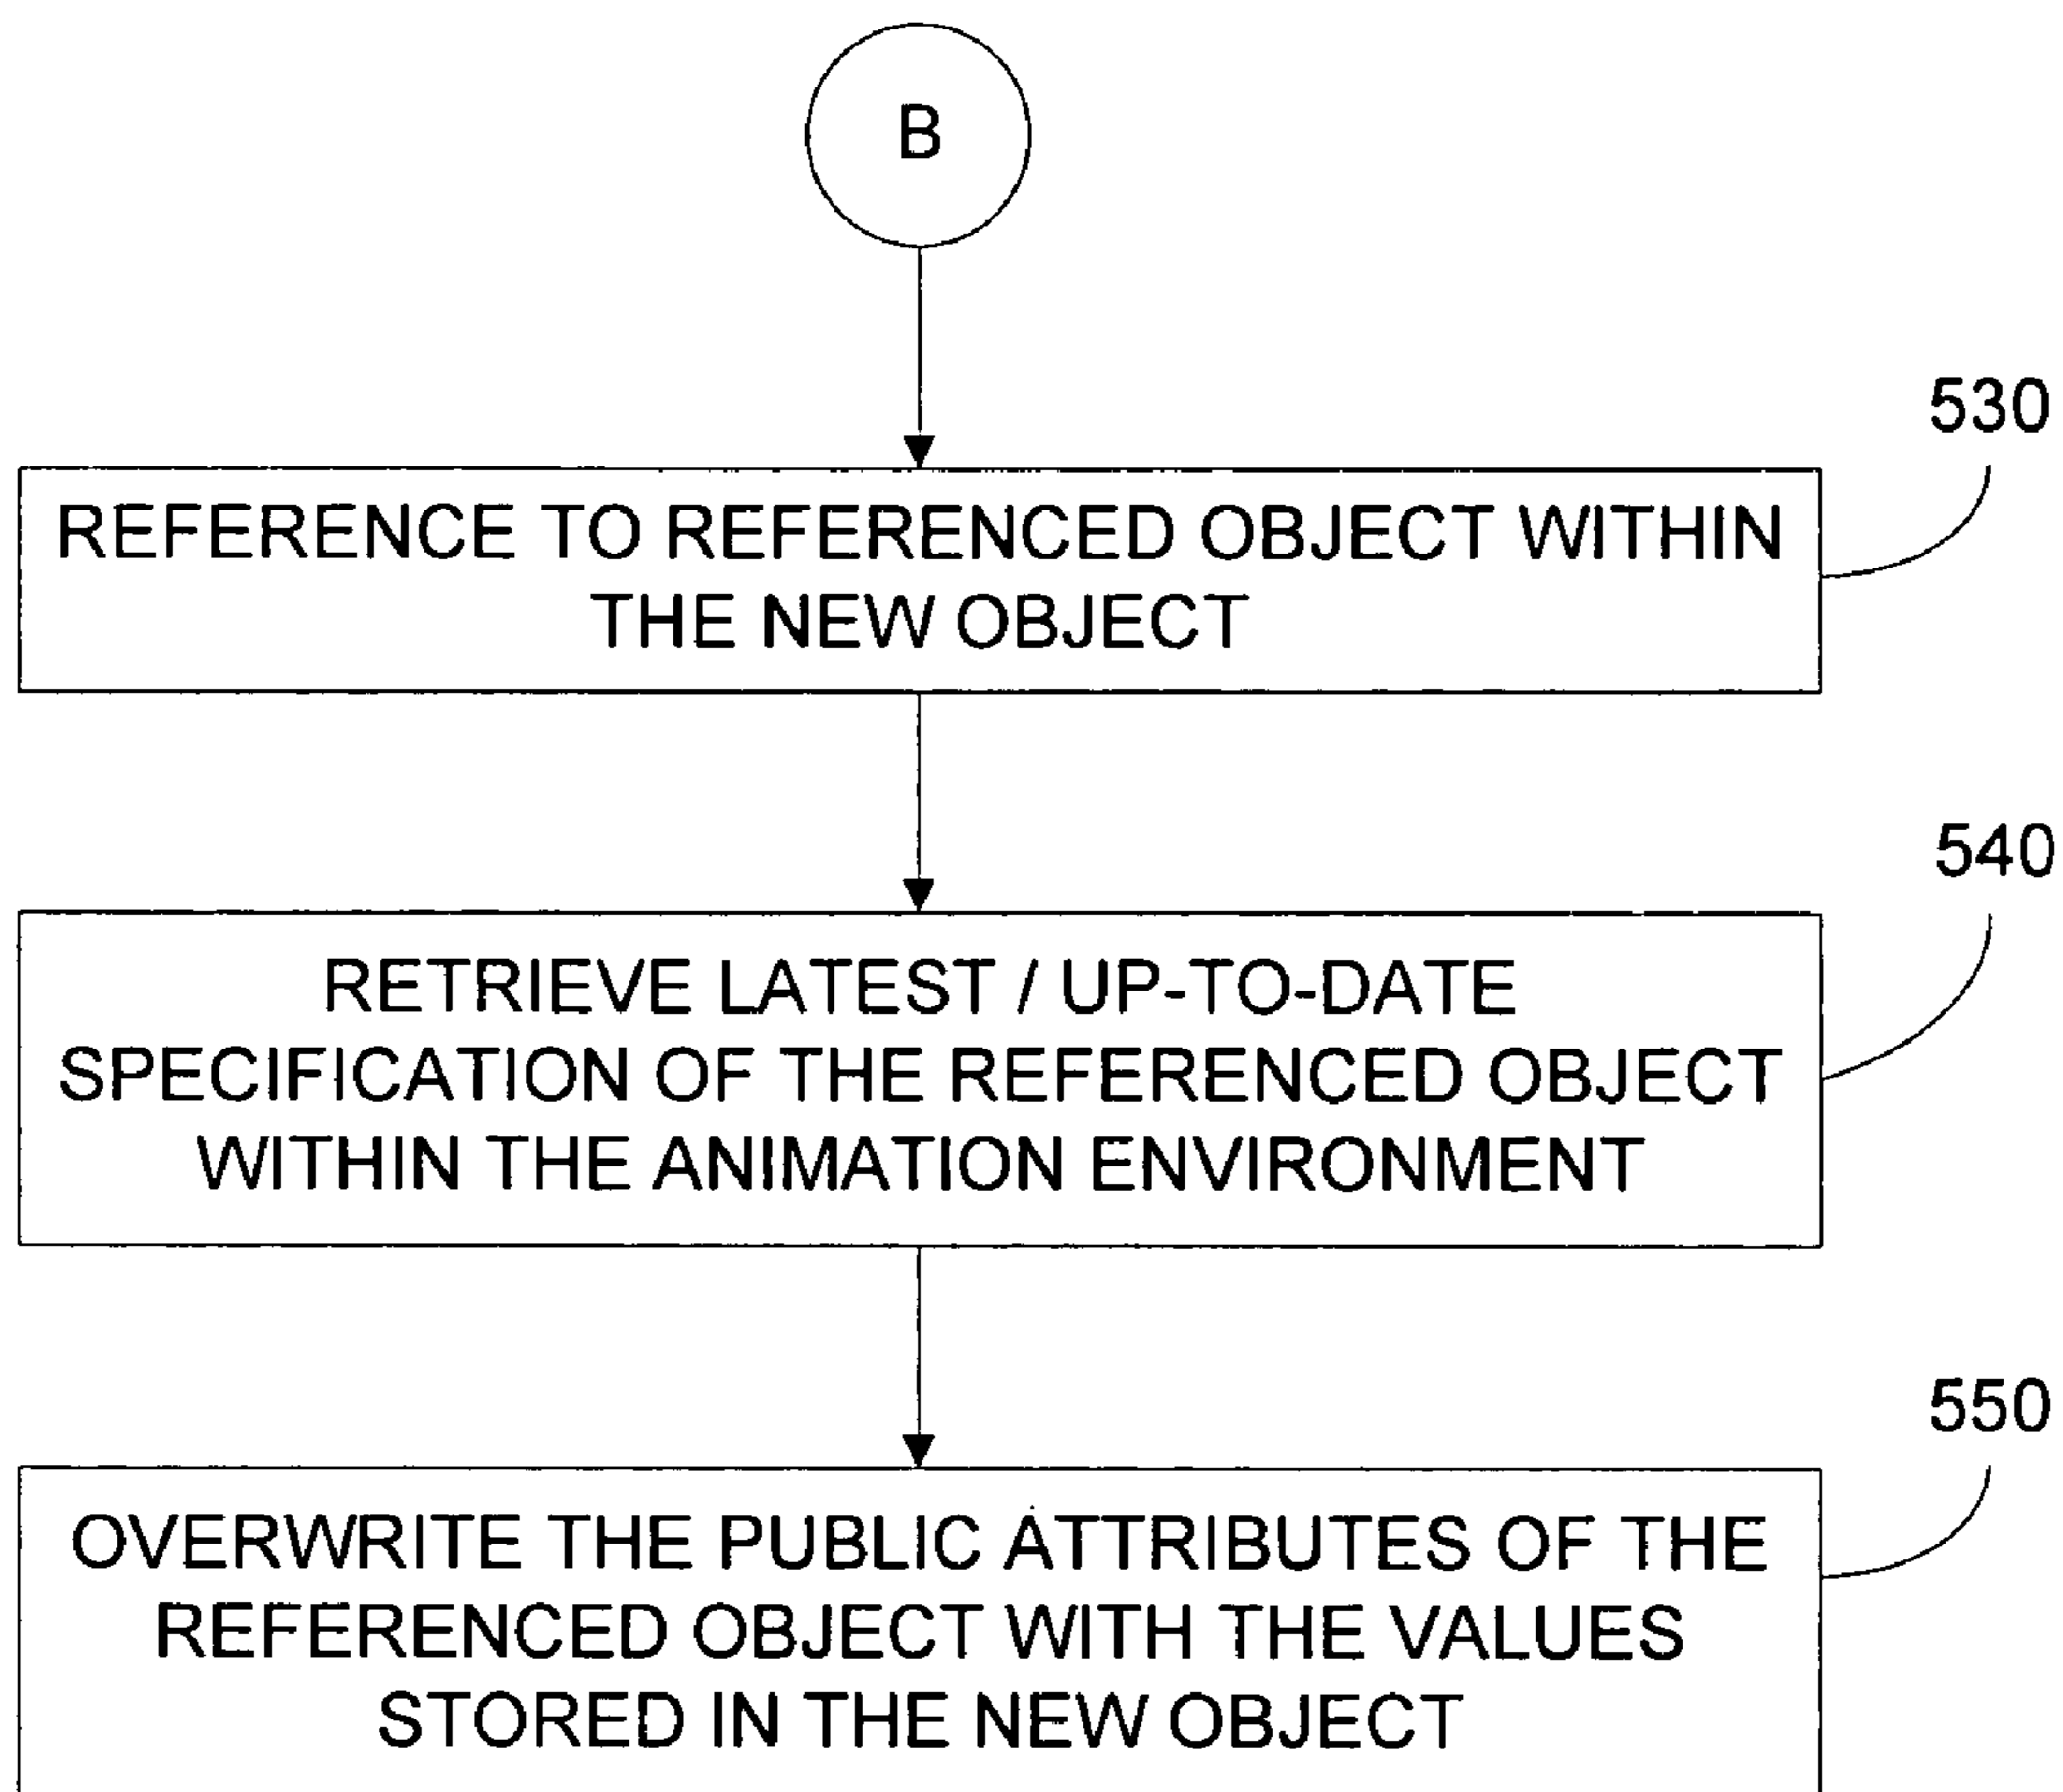 B
530
REFERENCE TO REFERENCED OBJECT WITHIN
THE NEW OBJECT
540
RETRIEVE LATEST / UP-TO-DATE
SPECIFICATION OF THE REFERENCED OBJECT
WITHIN THE ANIMATION ENVIRONMENT
550
OVERWRITE THE PUBLIC ATTRIBUTES OF THE
REFERENCED OBJECT WITH THE VALUES
STORED IN THE NEW OBJECT